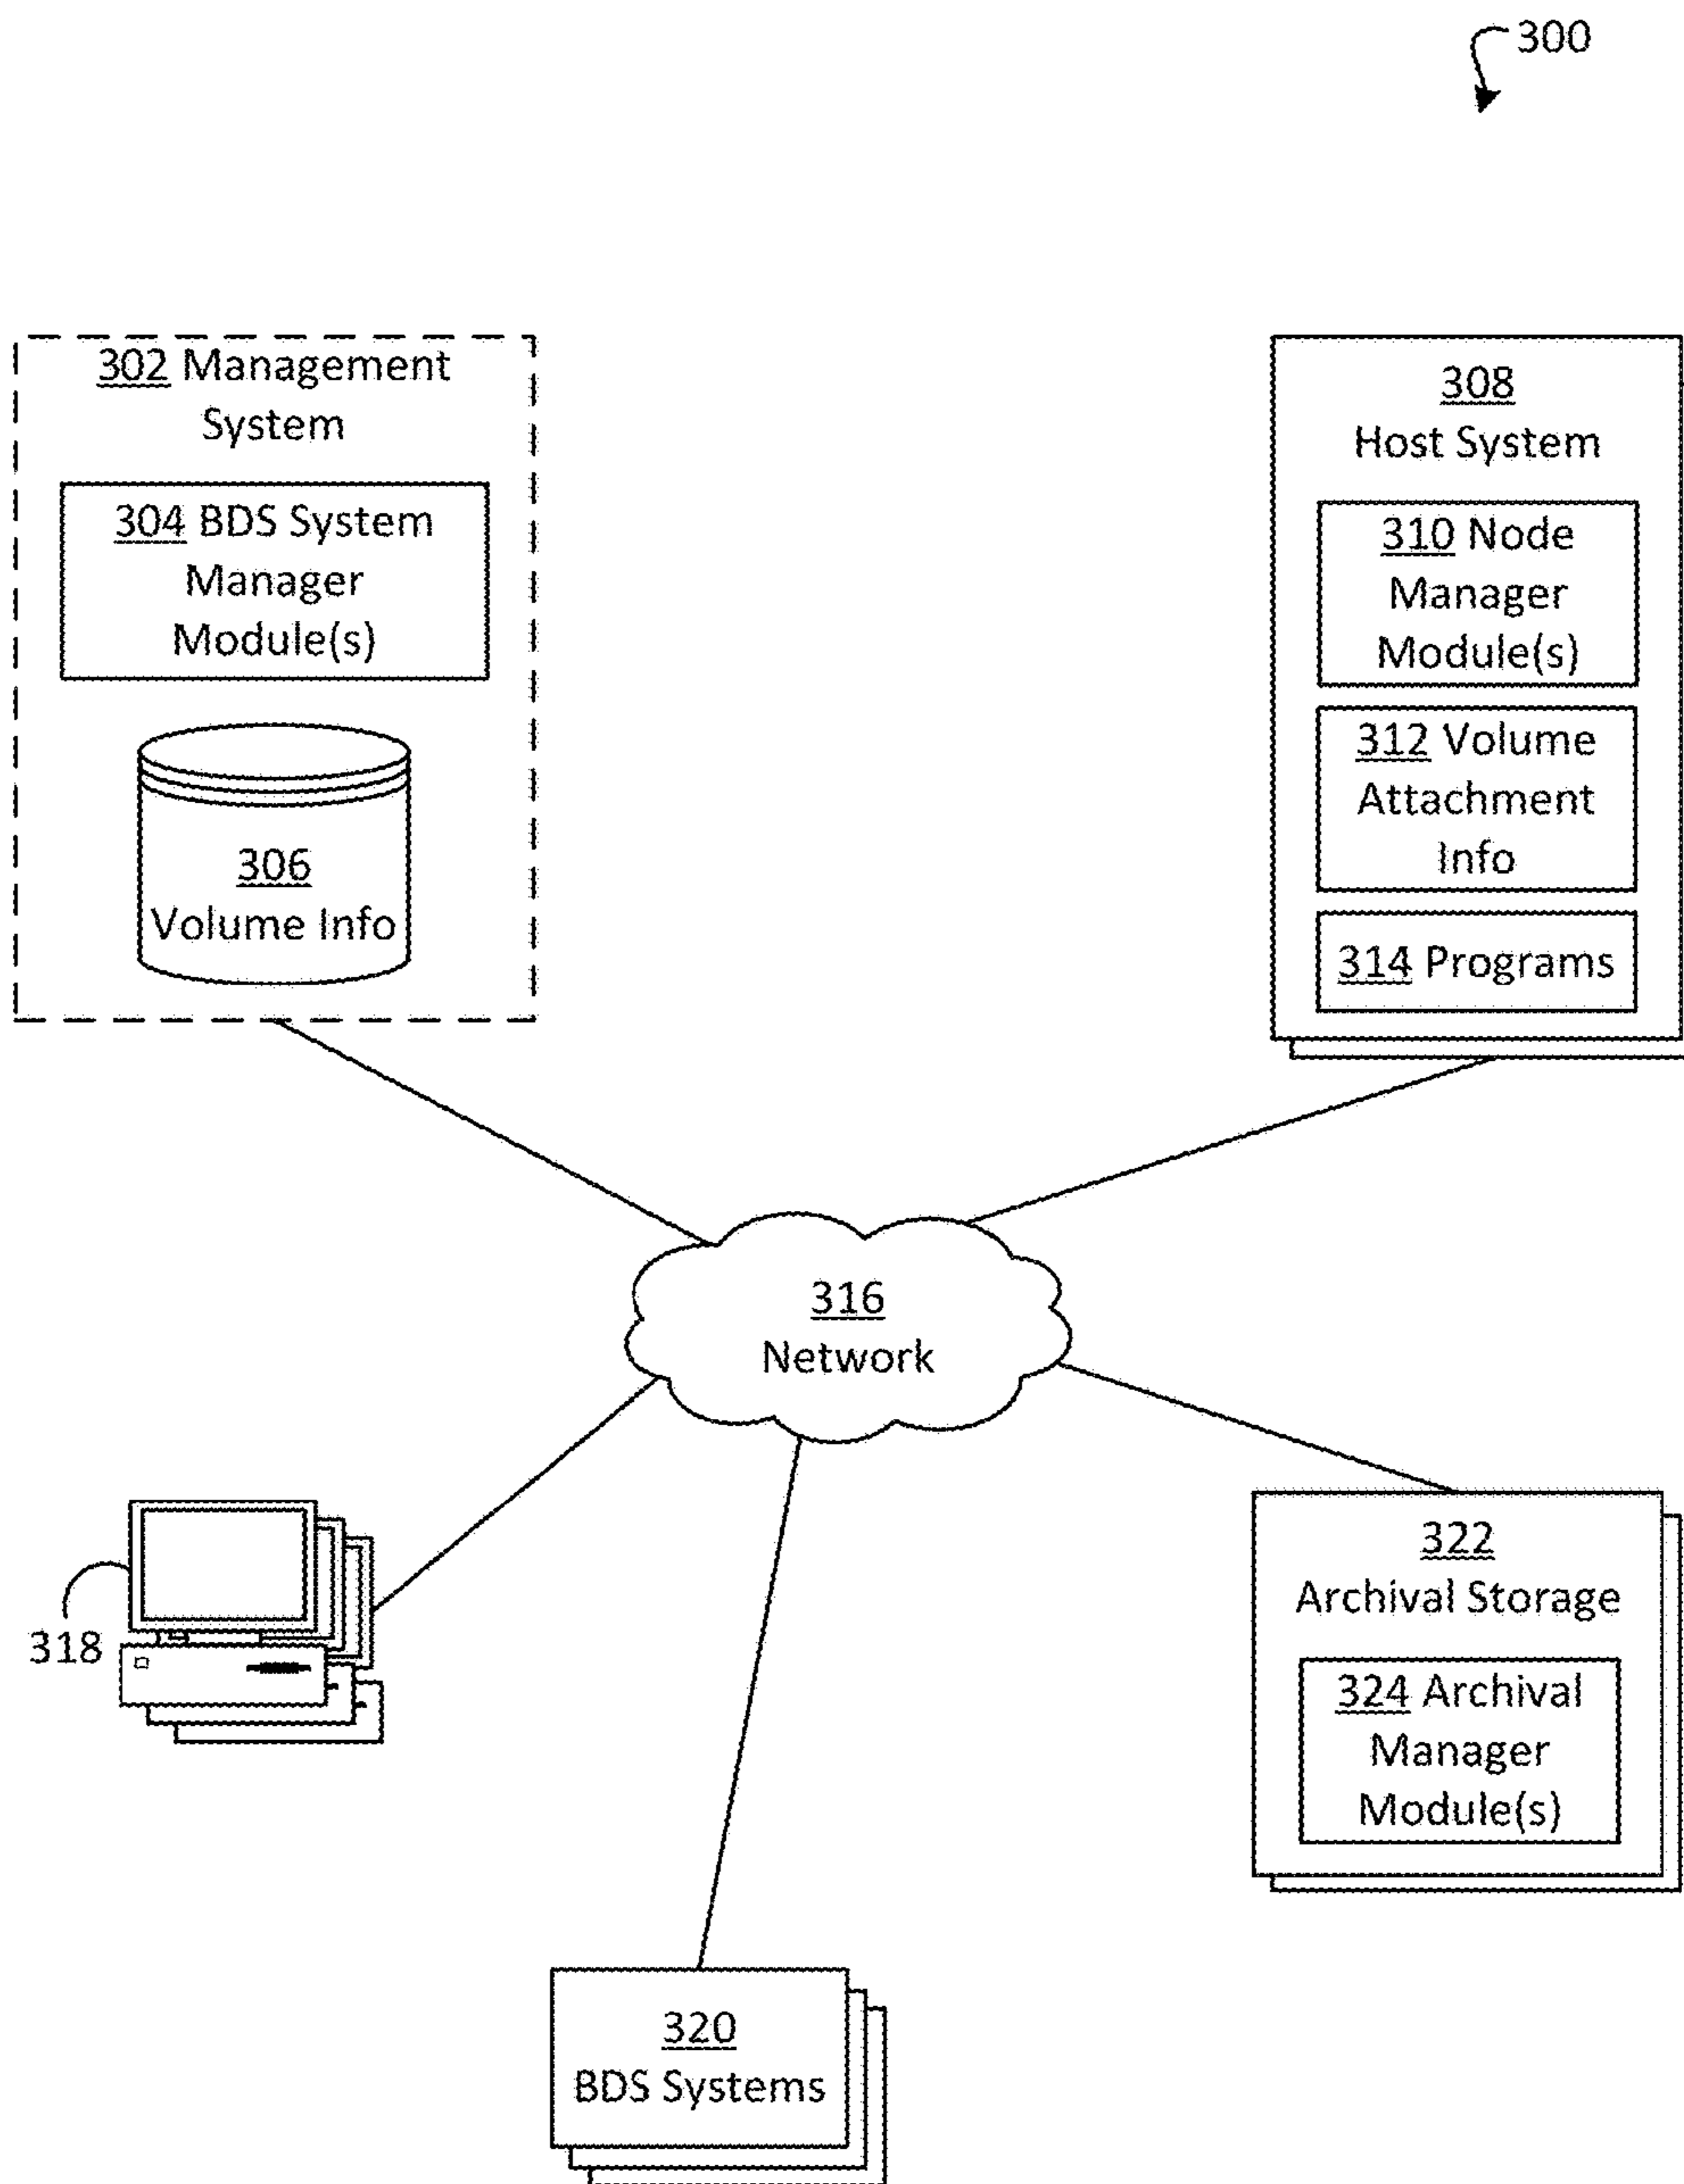 300
302 Management
System
304 BDS System
Manager
Module(s)
306
Volume Info
308
Host System
310 Node
Manager
Module(s)
312 Volume
Attachment
Info
314 Programs
316
Network
318
322
Archival Storage
324 Archival
Manager
Module(s)
320
BDS Systems